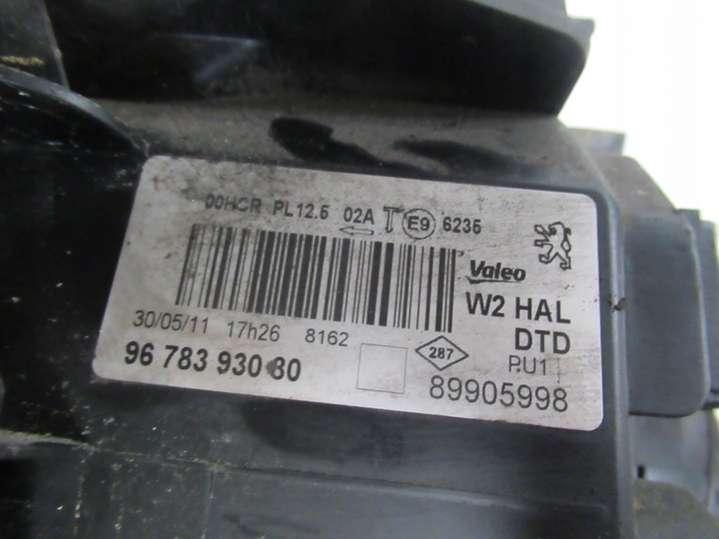 00HCR PL12.5 02A T E9 6235
Valeo
W2 HAL
30/05/11 17h26 8162
DTD
287
PU1
96 783 930 80
89905998